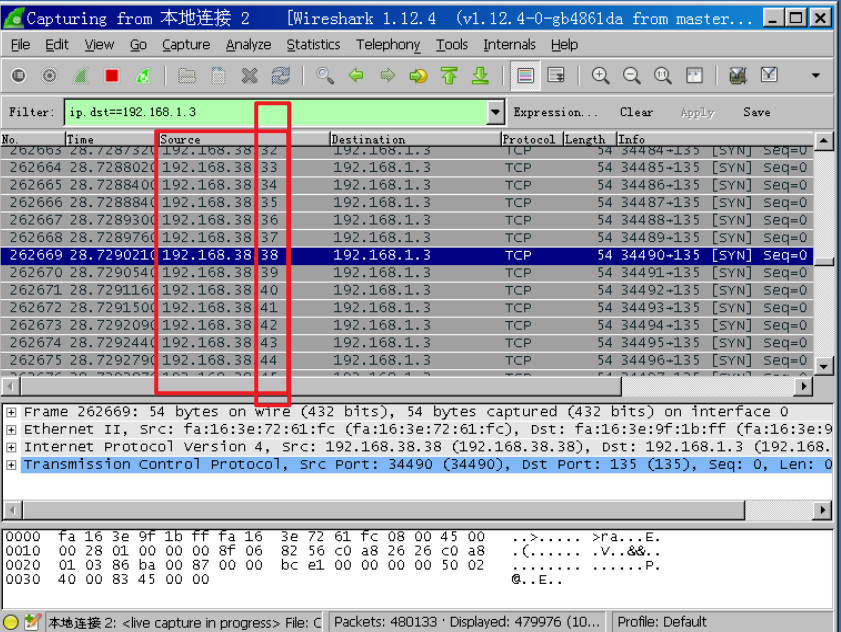 Capturing from 本地连接 2 [Wireshark 1.12.4 (v1.12.4-0-gb4861da from master...
File Edit View Go Capture Analyze Statistics Telephony Tools Internals Help
Filter: ip.dst==192.168.1.3 Expression... Clear Apply Save
No. Time Source Destination Protocol Length Info
262663 28.7287320 192.168.38.32 192.168.1.3 TCP 54 34484→135 [SYN] Seq=0
262664 28.7288020 192.168.38.33 192.168.1.3 TCP 54 34485→135 [SYN] Seq=0
262665 28.7288400 192.168.38.34 192.168.1.3 TCP 54 34486→135 [SYN] Seq=0
262666 28.7288840 192.168.38.35 192.168.1.3 TCP 54 34487→135 [SYN] Seq=0
262667 28.7289300 192.168.38.36 192.168.1.3 TCP 54 34488→135 [SYN] Seq=0
262668 28.7289760 192.168.38.37 192.168.1.3 TCP 54 34489→135 [SYN] Seq=0
262669 28.7290210 192.168.38.38 192.168.1.3 TCP 54 34490→135 [SYN] Seq=0
262670 28.7290540 192.168.38.39 192.168.1.3 TCP 54 34491→135 [SYN] Seq=0
262671 28.7291160 192.168.38.40 192.168.1.3 TCP 54 34492→135 [SYN] Seq=0
262672 28.7291500 192.168.38.41 192.168.1.3 TCP 54 34493→135 [SYN] Seq=0
262673 28.7292090 192.168.38.42 192.168.1.3 TCP 54 34494→135 [SYN] Seq=0
262674 28.7292440 192.168.38.43 192.168.1.3 TCP 54 34495→135 [SYN] Seq=0
262675 28.7292790 192.168.38.44 192.168.1.3 TCP 54 34496→135 [SYN] Seq=0
Frame 262669: 54 bytes on wire (432 bits), 54 bytes captured (432 bits) on interface 0
Ethernet II, Src: fa:16:3e:72:61:fc (fa:16:3e:72:61:fc), Dst: fa:16:3e:9f:1b:ff (fa:16:3e:9
Internet Protocol Version 4, Src: 192.168.38.38 (192.168.38.38), Dst: 192.168.1.3 (192.168.
Transmission Control Protocol, Src Port: 34490 (34490), Dst Port: 135 (135), Seq: 0, Len: 0
0000 fa 16 3e 9f 1b ff fa 16 3e 72 61 fc 08 00 45 00 ..>..... >ra...E.
0010 00 28 01 00 00 00 8f 06 82 56 c0 a8 26 26 c0 a8 .(...... .V..&&..
0020 01 03 86 ba 00 87 00 00 bc e1 00 00 00 00 50 02 ........ ......P.
0030 40 00 83 45 00 00 @..E..
本地连接 2: <live capture in progress> File: C Packets: 480133 · Displayed: 479976 (10... Profile: Default